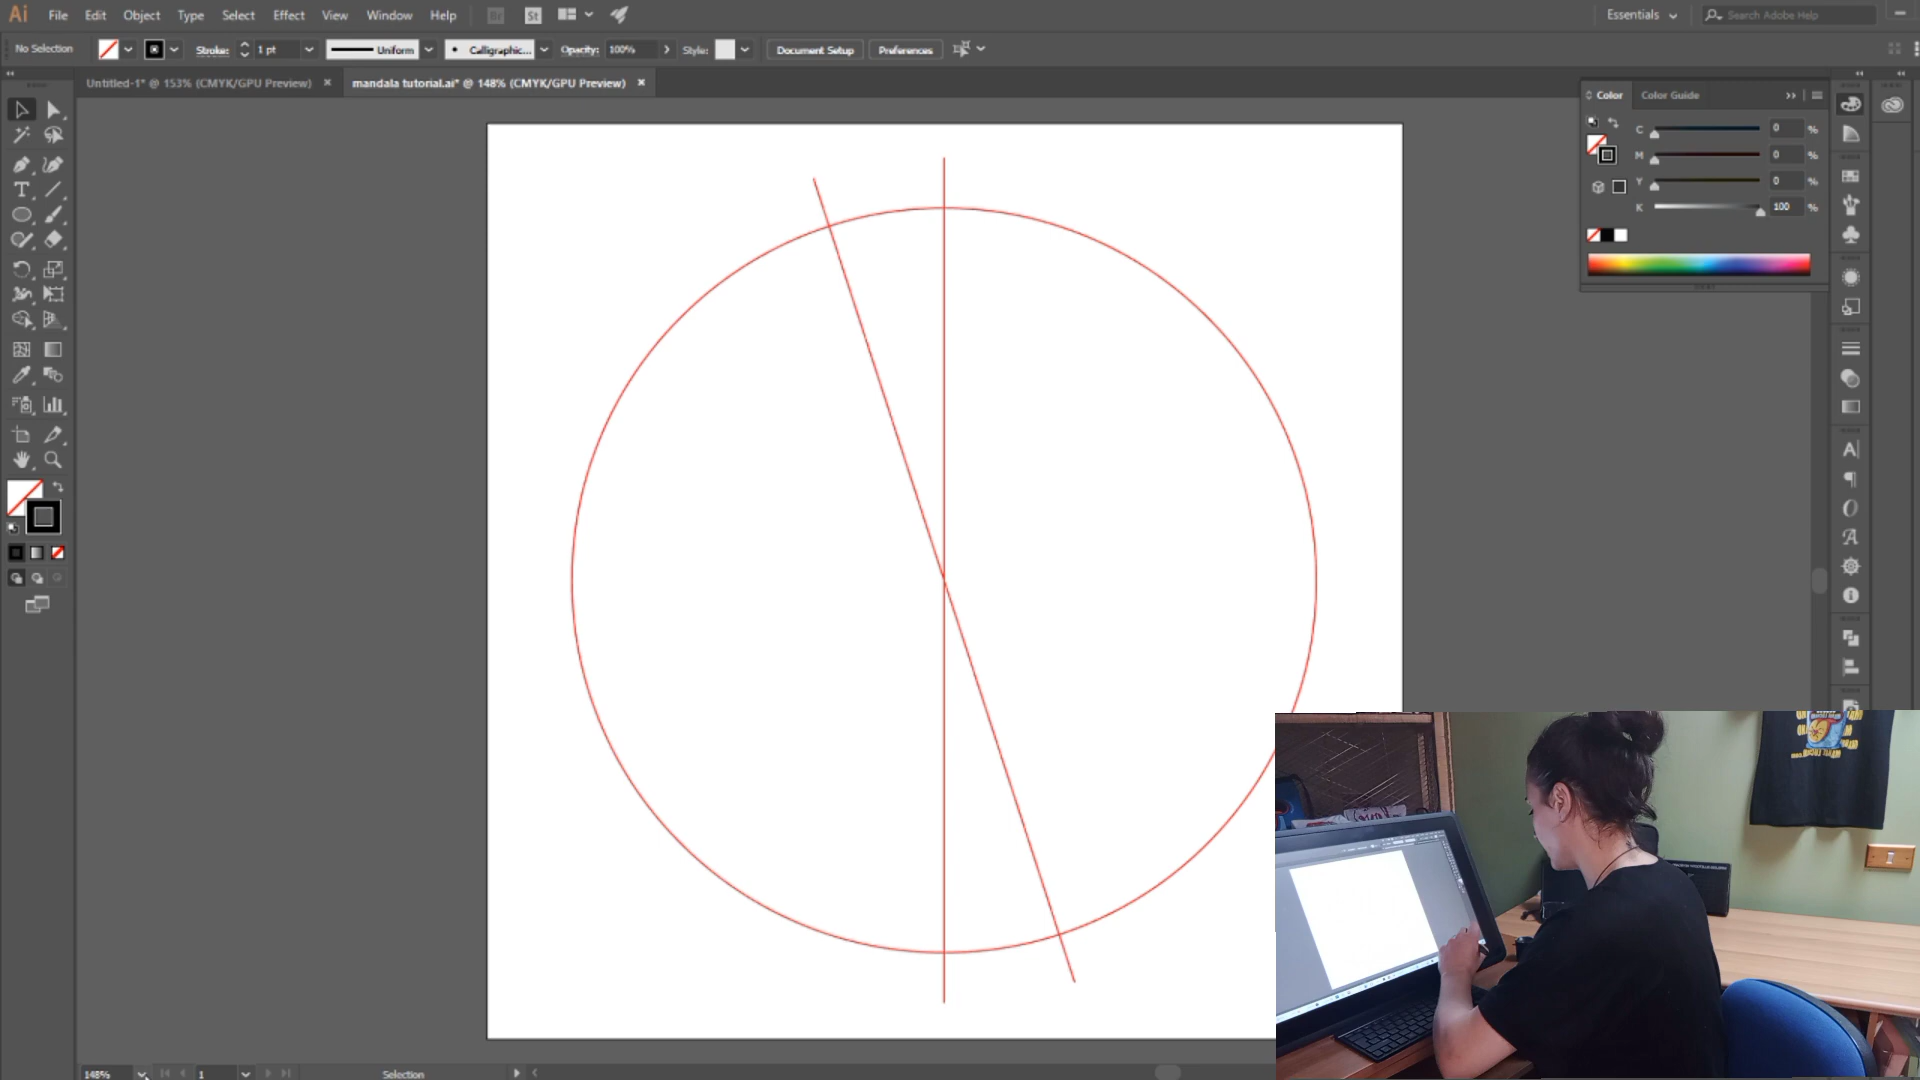 Ai File Edit Object Type Select Effect View Window Help Br St Essentials Search Adobe Help
No Selection Stroke: 1 pt Uniform Calligraphic... Opacity: 100% Style: Document Setup Preferences
Untitled-1* @ 153% (CMYK/GPU Preview) × mandala tutorial.ai* @ 148% (CMYK/GPU Preview) ×
Color Color Guide
C 0 %
M 0 %
Y 0 %
K 100 %
148% 1 Selection